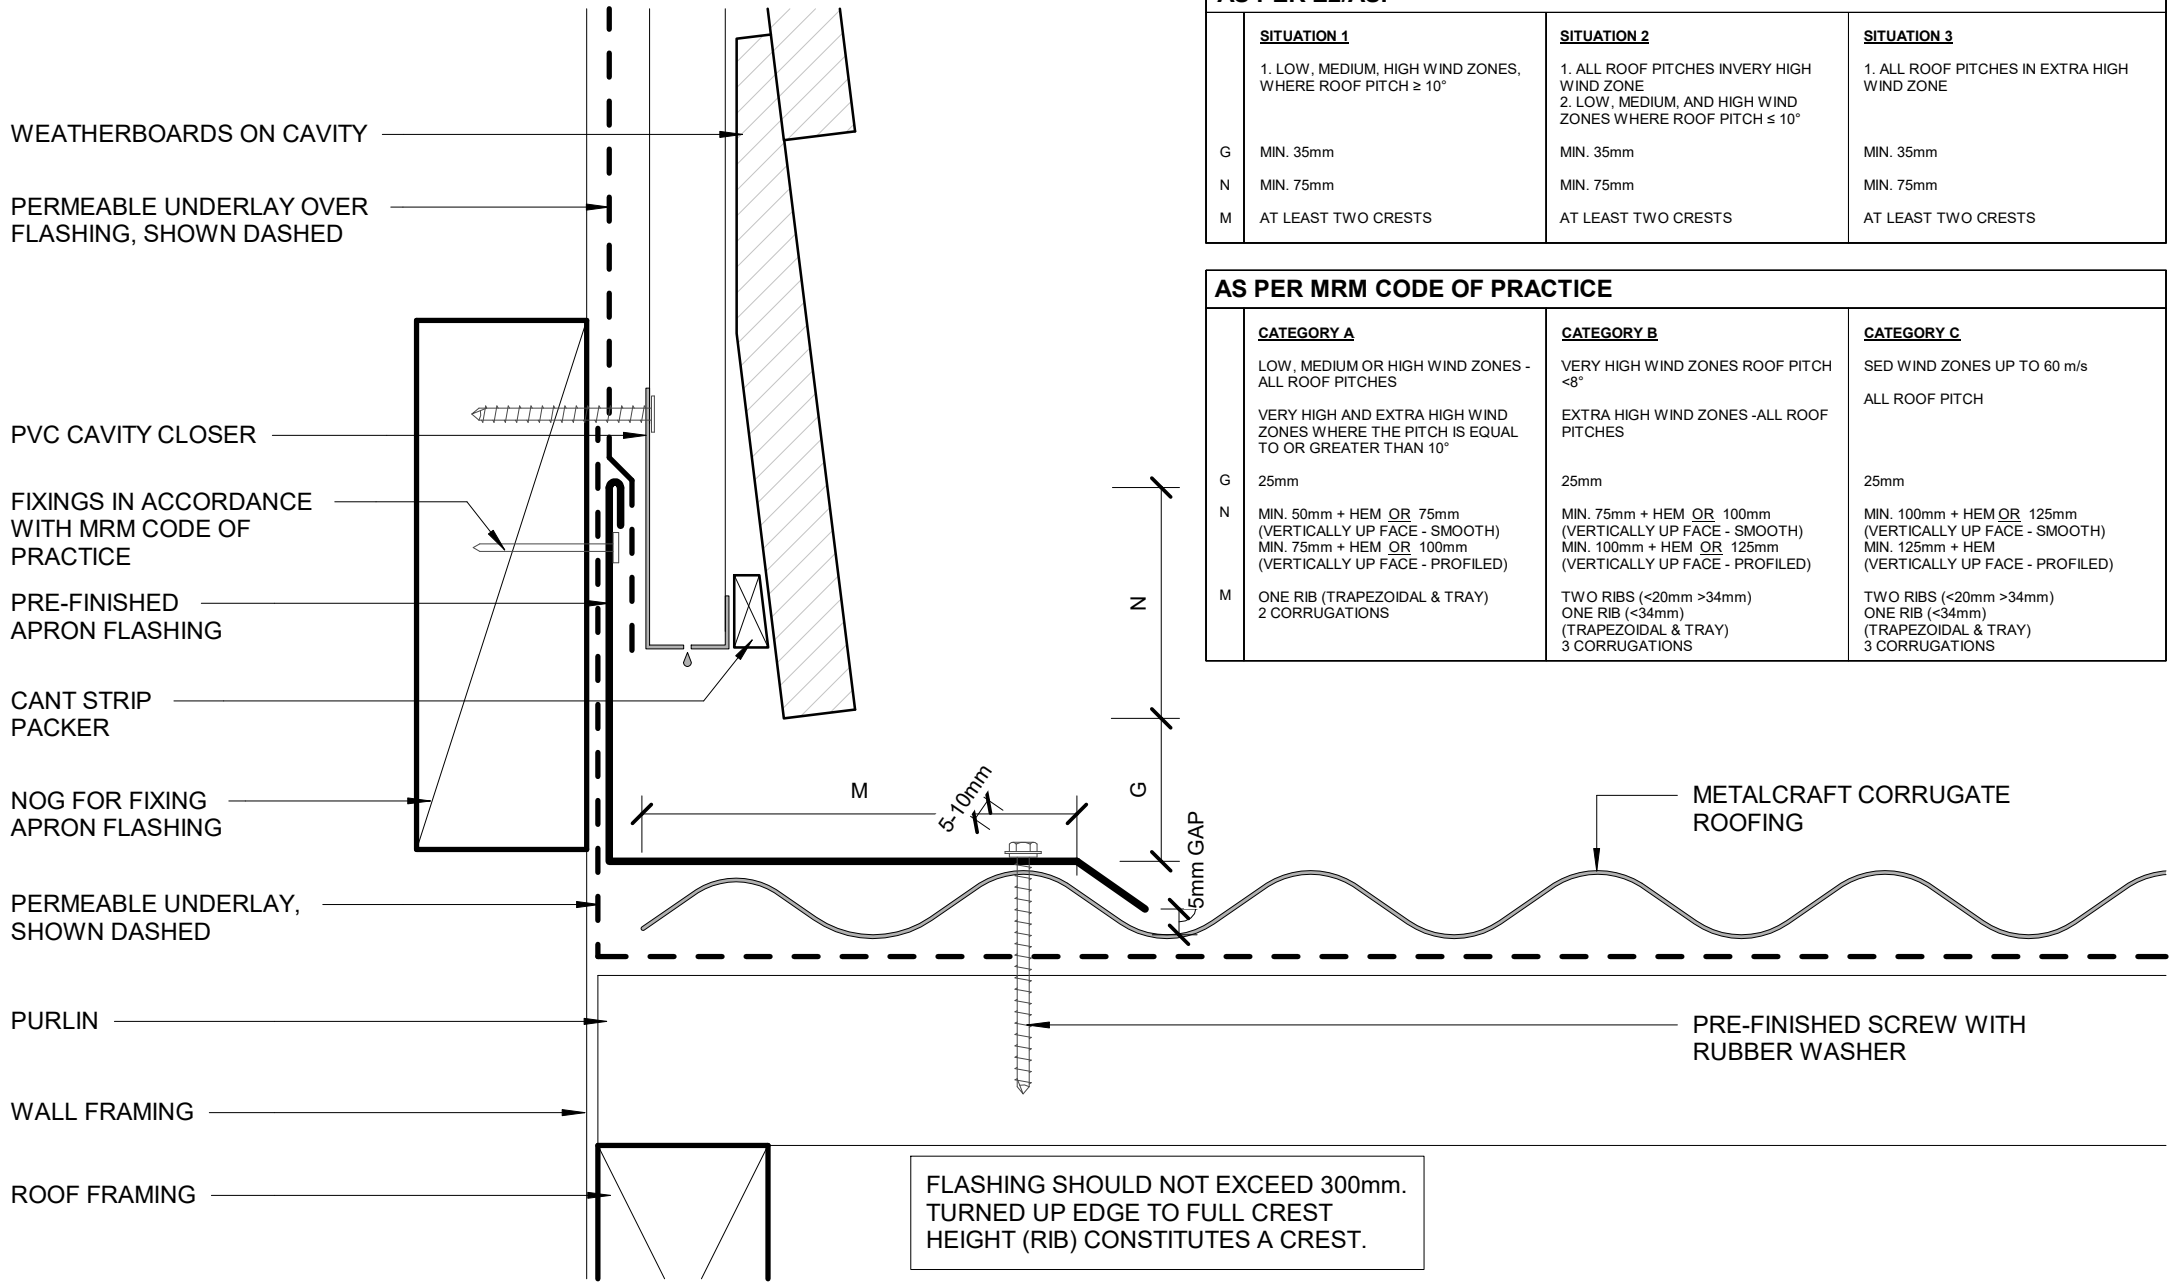 SITUATION 1
1. LOW, MEDIUM, HIGH WIND ZONES,
WHERE ROOF PITCH ≥ 10°
SITUATION 2
1. ALL ROOF PITCHES INVERY HIGH
WIND ZONE
2. LOW, MEDIUM, AND HIGH WIND
ZONES WHERE ROOF PITCH ≤ 10°
SITUATION 3
1. ALL ROOF PITCHES IN EXTRA HIGH
WIND ZONE
G MIN. 35mm MIN. 35mm MIN. 35mm
N MIN. 75mm MIN. 75mm MIN. 75mm
M AT LEAST TWO CRESTS AT LEAST TWO CRESTS AT LEAST TWO CRESTS
AS PER MRM CODE OF PRACTICE
CATEGORY A
LOW, MEDIUM OR HIGH WIND ZONES -
ALL ROOF PITCHES
VERY HIGH AND EXTRA HIGH WIND
ZONES WHERE THE PITCH IS EQUAL
TO OR GREATER THAN 10°
CATEGORY B
VERY HIGH WIND ZONES ROOF PITCH
<8°
EXTRA HIGH WIND ZONES -ALL ROOF
PITCHES
CATEGORY C
SED WIND ZONES UP TO 60 m/s
ALL ROOF PITCH
G 25mm 25mm 25mm
N
MIN. 50mm + HEM OR 75mm
(VERTICALLY UP FACE - SMOOTH)
MIN. 75mm + HEM OR 100mm
(VERTICALLY UP FACE - PROFILED)
MIN. 75mm + HEM OR 100mm
(VERTICALLY UP FACE - SMOOTH)
MIN. 100mm + HEM OR 125mm
(VERTICALLY UP FACE - PROFILED)
MIN. 100mm + HEM OR 125mm
(VERTICALLY UP FACE - SMOOTH)
MIN. 125mm + HEM
(VERTICALLY UP FACE - PROFILED)
M
ONE RIB (TRAPEZOIDAL & TRAY)
2 CORRUGATIONS
TWO RIBS (<20mm >34mm)
ONE RIB (<34mm)
(TRAPEZOIDAL & TRAY)
3 CORRUGATIONS
TWO RIBS (<20mm >34mm)
ONE RIB (<34mm)
(TRAPEZOIDAL & TRAY)
3 CORRUGATIONS
WEATHERBOARDS ON CAVITY
PERMEABLE UNDERLAY OVER
FLASHING, SHOWN DASHED
PVC CAVITY CLOSER
FIXINGS IN ACCORDANCE
WITH MRM CODE OF
PRACTICE
PRE-FINISHED
APRON FLASHING
CANT STRIP
PACKER
NOG FOR FIXING
APRON FLASHING
PERMEABLE UNDERLAY,
SHOWN DASHED
PURLIN
WALL FRAMING
ROOF FRAMING
M
5-10mm
N
G
5mm GAP
METALCRAFT CORRUGATE
ROOFING
PRE-FINISHED SCREW WITH
RUBBER WASHER
FLASHING SHOULD NOT EXCEED 300mm.
TURNED UP EDGE TO FULL CREST
HEIGHT (RIB) CONSTITUTES A CREST.